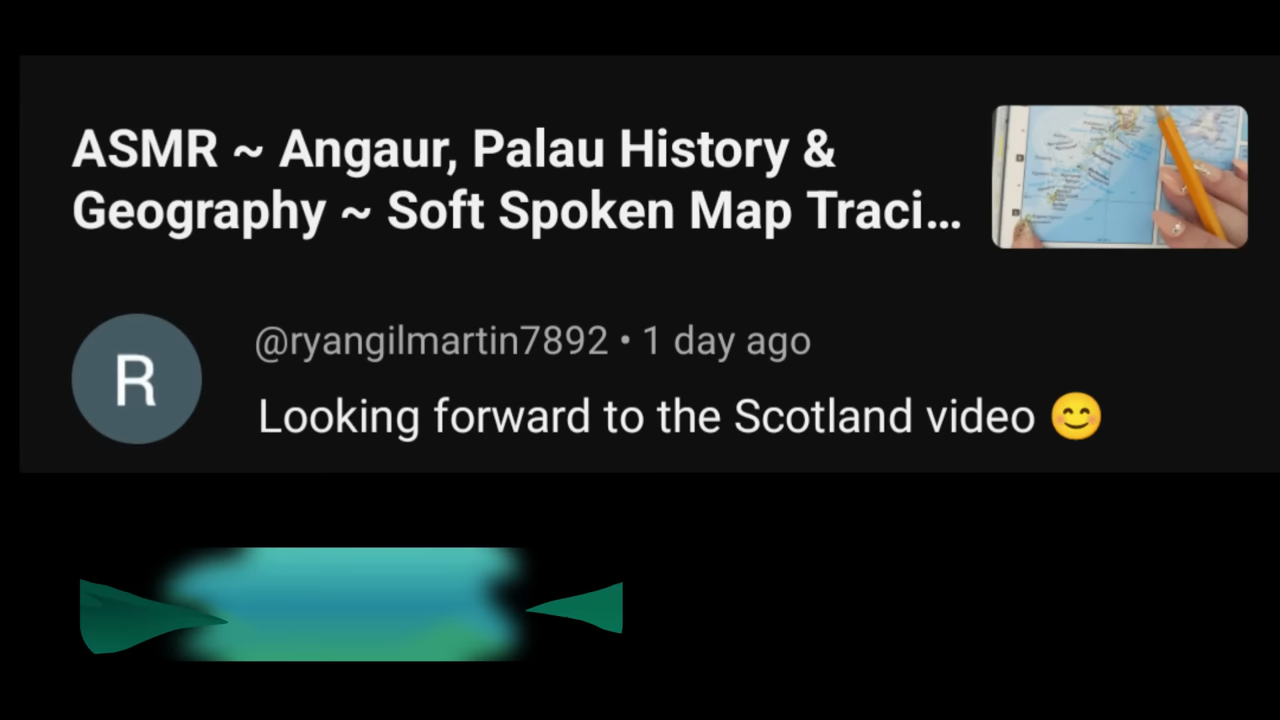 ASMR ~ Angaur, Palau History &
Geography ~ Soft Spoken Map Traci...
R
@ryangilmartin7892 • 1 day ago
Looking forward to the Scotland video 😊